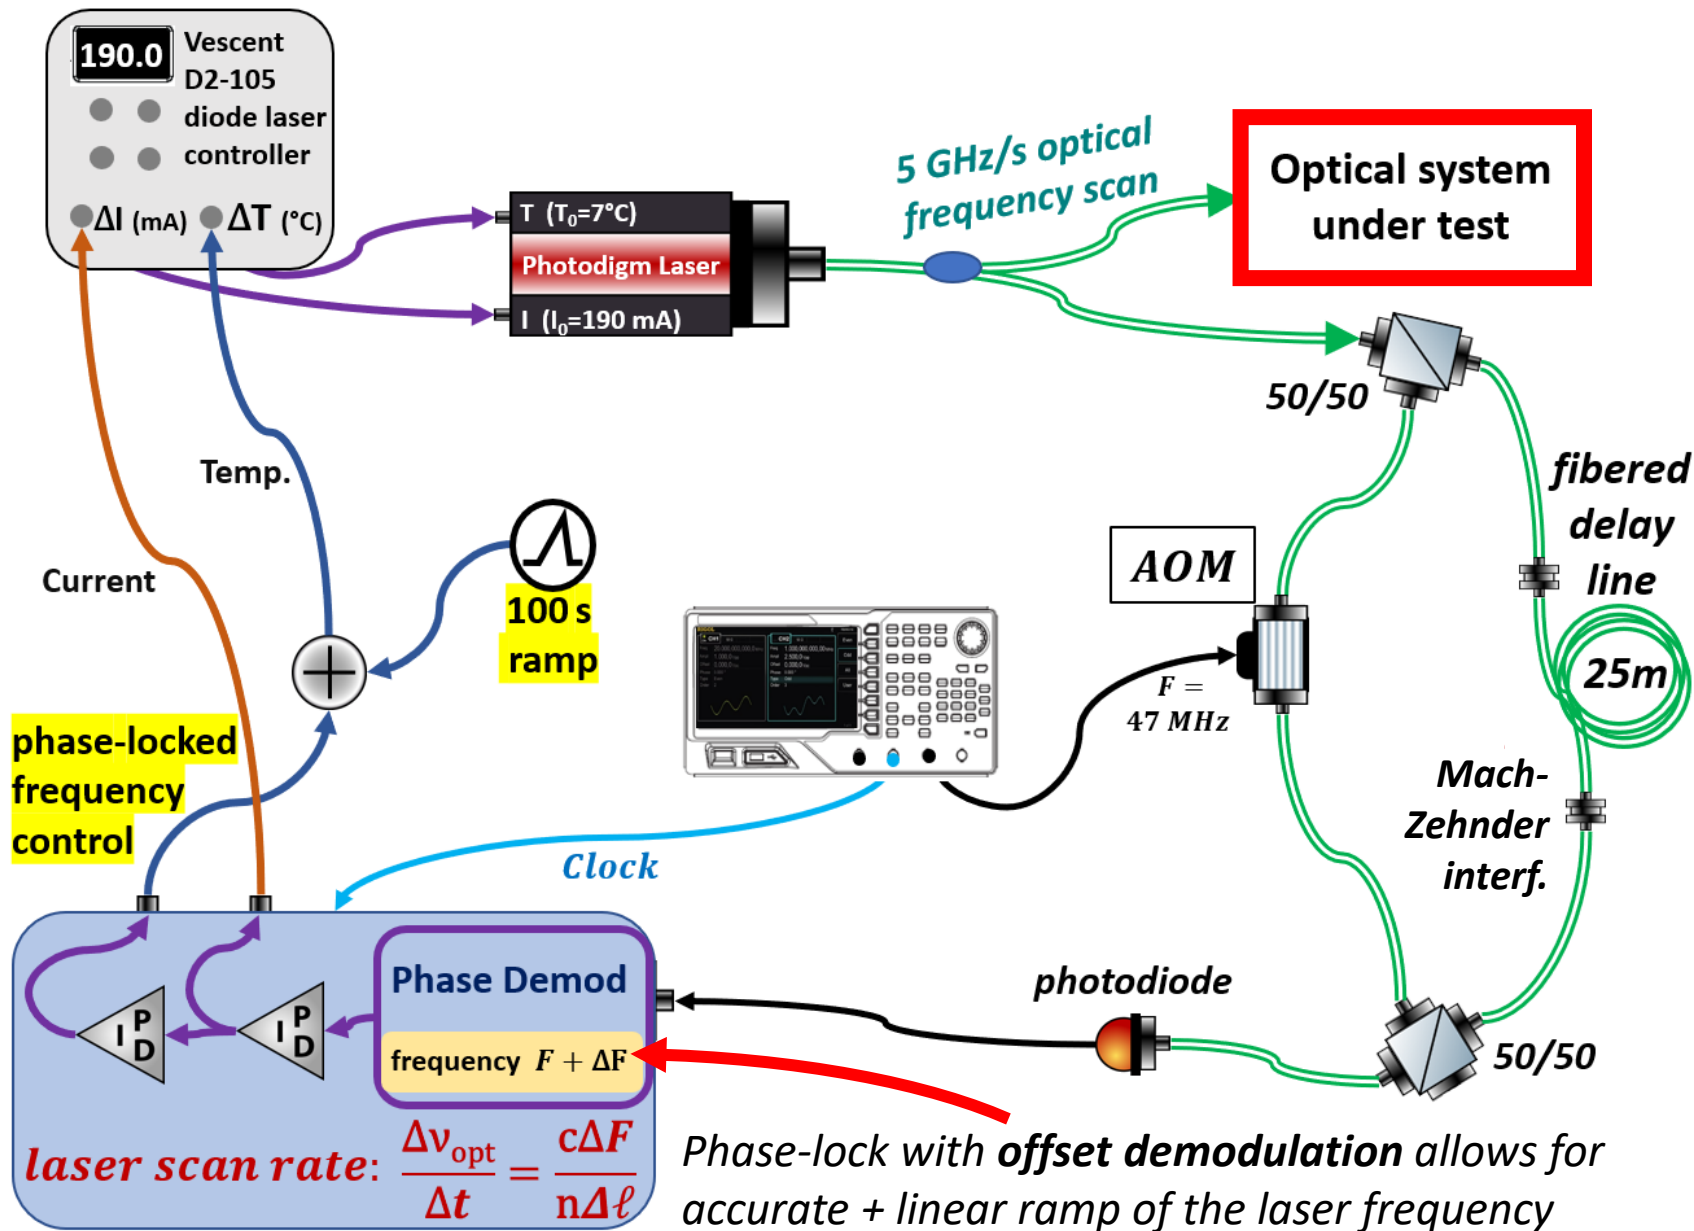 190.0
Vescent
D2-105
diode laser
controller
ΔI (mA)
ΔT (°C)
T (T₀=7°C)
Photodigm Laser
I (I₀=190 mA)
5 GHz/s optical
frequency scan
Optical system
under test
50/50
fibered
delay
line
25m
Mach-
Zehnder
interf.
AOM
F =
47 MHz
Temp.
Current
100 s
ramp
phase-locked
frequency
control
Clock
Phase Demod
frequency F + ΔF
P
I
D
P
I
D
photodiode
50/50
laser scan rate: Δν_opt/Δt = cΔF/nΔℓ
Phase-lock with offset demodulation allows for
accurate + linear ramp of the laser frequency